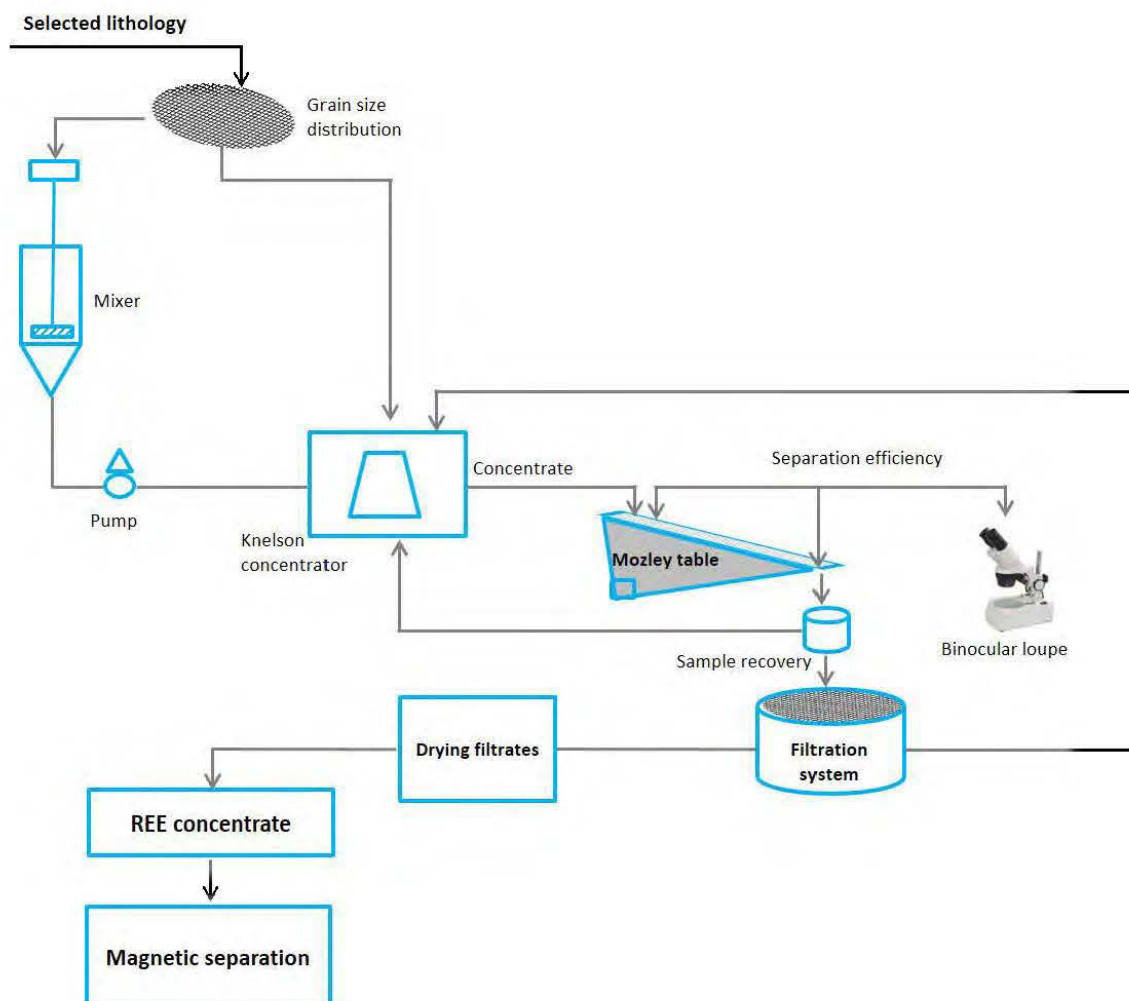 Selected lithology
Grain size
distribution
Mixer
Pump
Knelson
concentrator
Concentrate
Separation efficiency
Mozley table
Binocular loupe
Sample recovery
Drying filtrates
Filtration
system
REE concentrate
Magnetic separation